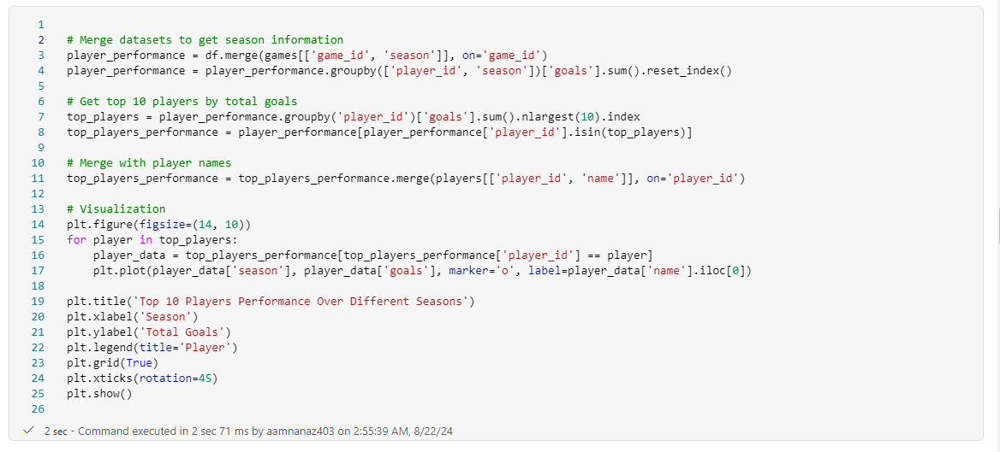 1
2 # Merge datasets to get season information
3 player_performance = df.merge(games[['game_id', 'season']], on='game_id')
4 player_performance = player_performance.groupby(['player_id', 'season'])['goals'].sum().reset_index()
5
6 # Get top 10 players by total goals
7 top_players = player_performance.groupby('player_id')['goals'].sum().nlargest(10).index
8 top_players_performance = player_performance[player_performance['player_id'].isin(top_players)]
9
10 # Merge with player names
11 top_players_performance = top_players_performance.merge(players[['player_id', 'name']], on='player_id')
12
13 # Visualization
14 plt.figure(figsize=(14, 10))
15 for player in top_players:
16     player_data = top_players_performance[top_players_performance['player_id'] == player]
17     plt.plot(player_data['season'], player_data['goals'], marker='o', label=player_data['name'].iloc[0])
18
19 plt.title('Top 10 Players Performance Over Different Seasons')
20 plt.xlabel('Season')
21 plt.ylabel('Total Goals')
22 plt.legend(title='Player')
23 plt.grid(True)
24 plt.xticks(rotation=45)
25 plt.show()
26
2 sec - Command executed in 2 sec 71 ms by aamnanaz403 on 2:55:39 AM, 8/22/24